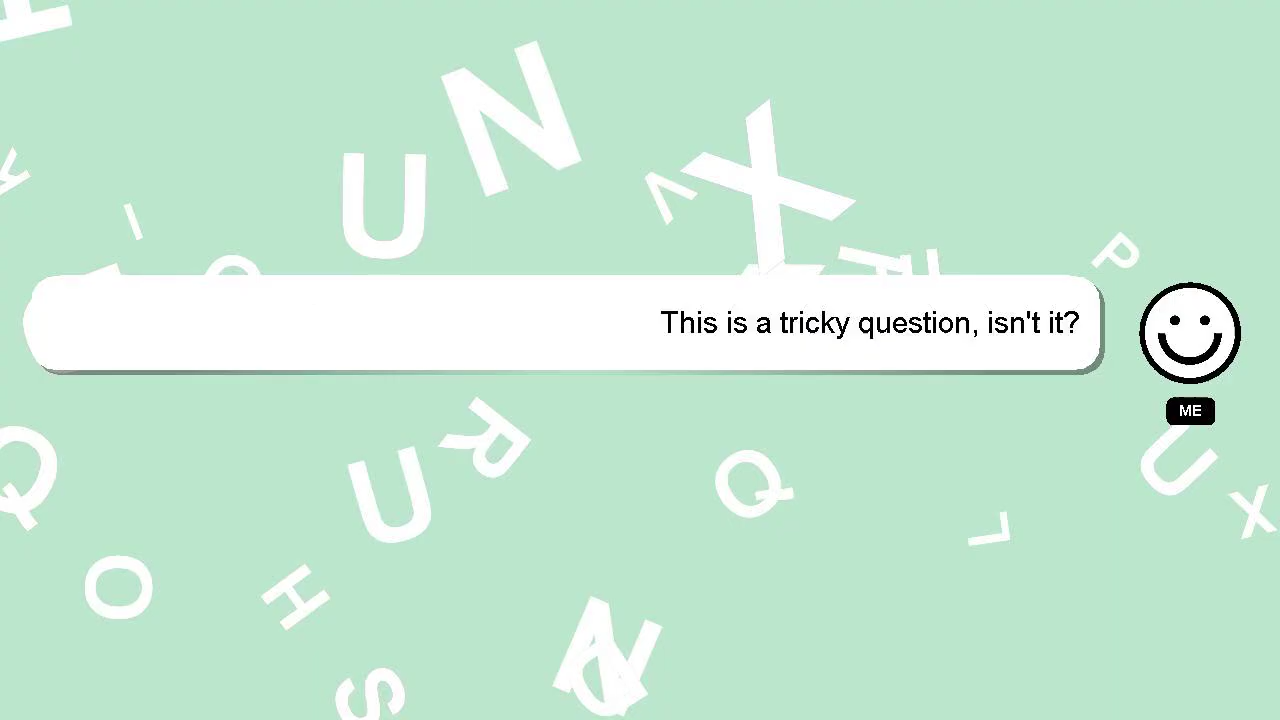 N
U
X
V
I
P
This is a tricky question, isn't it?
ME
Q
U
R
Q
U
X
L
O
H
N
S